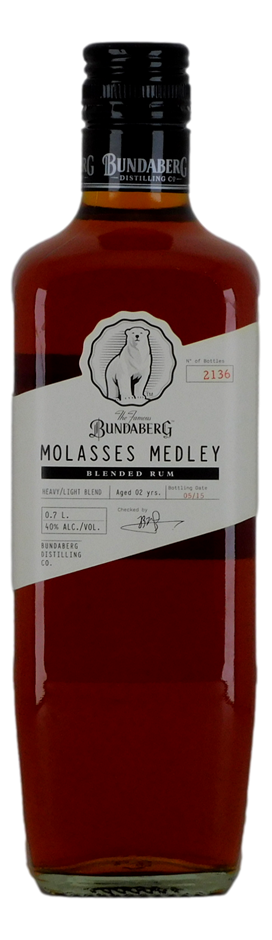 BUNDABERG
DISTILLING CO
N° of Bottles
2136
TM
The Famous
BUNDABERG
MOLASSES MEDLEY
BLENDED RUM
HEAVY/LIGHT BLEND
Aged 02 yrs.
Bottling Date
05/15
0.7 L.
40% ALC./VOL.
Checked by
BUNDABERG
DISTILLING
CO.